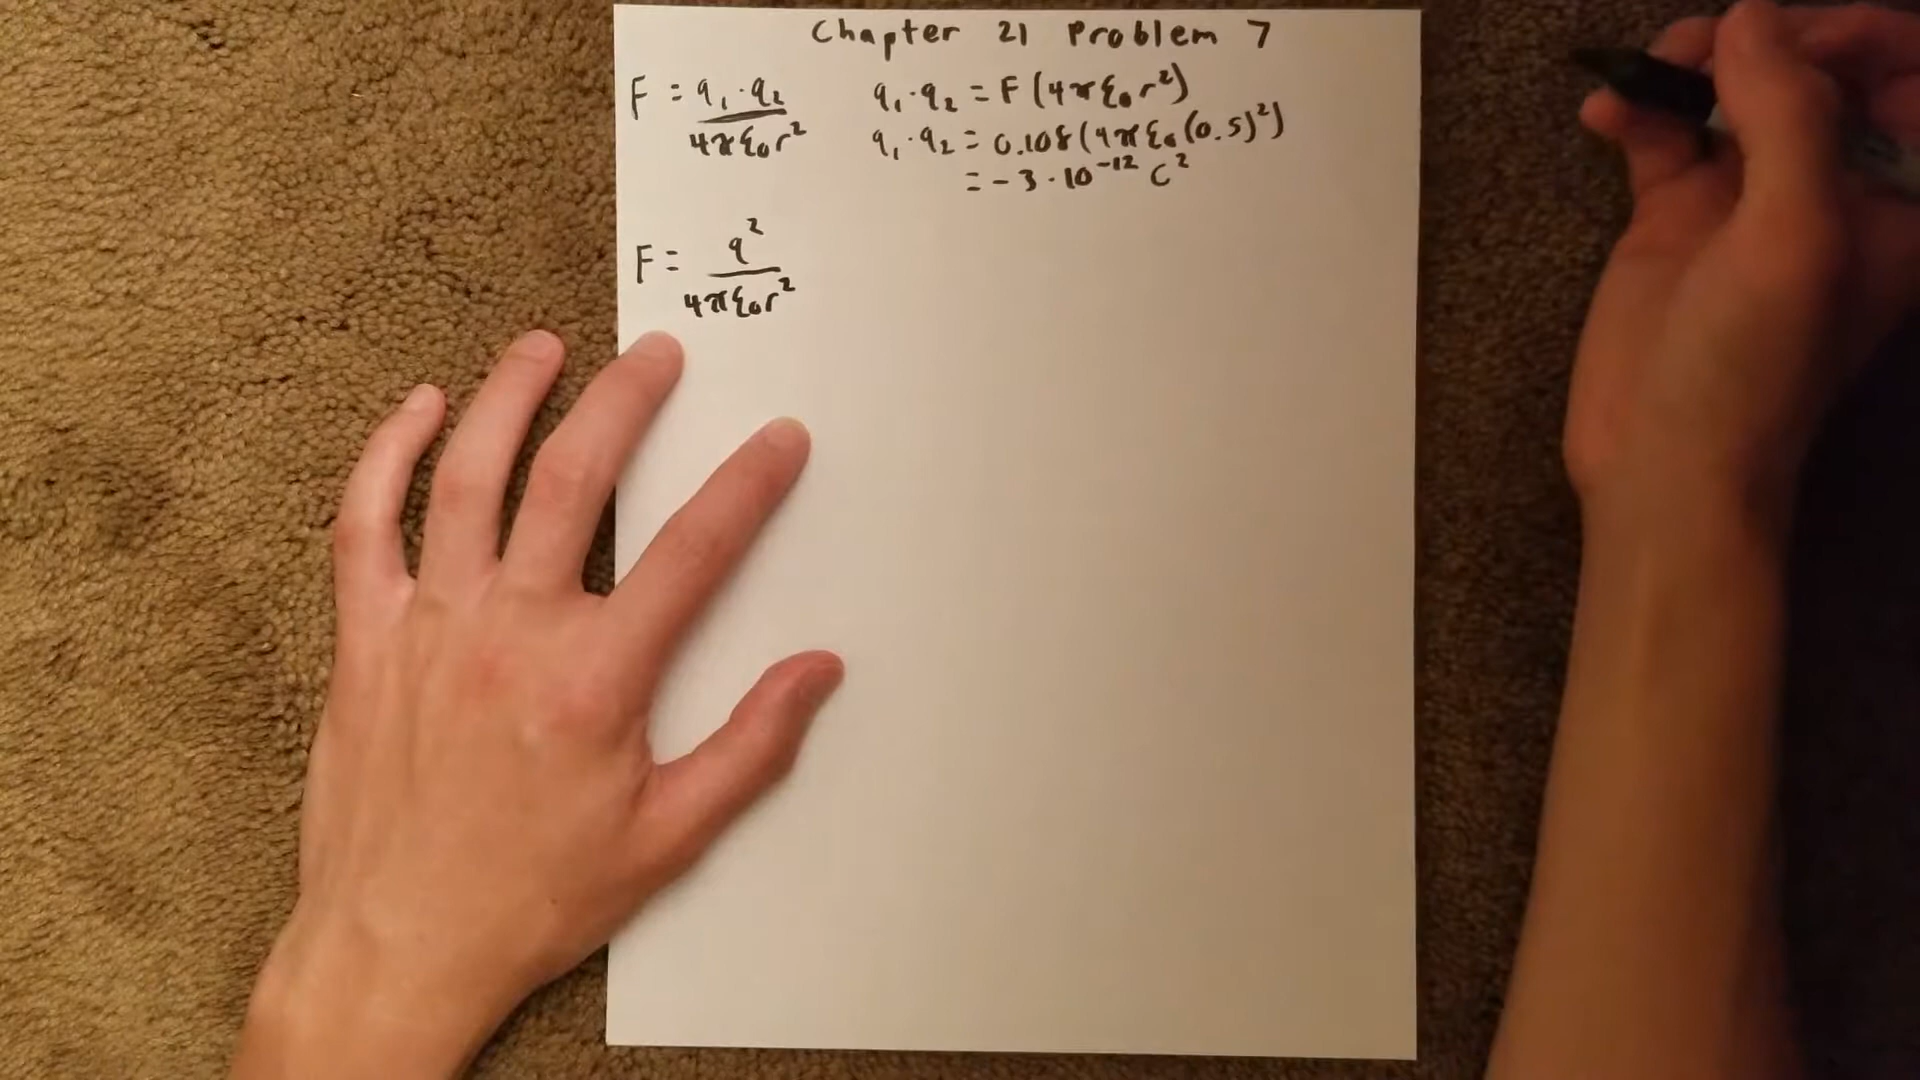 Chapter 21 Problem 7
F = q₁·q₂ / 4πε₀r²
q₁·q₂ = F(4πε₀r²)
q₁·q₂ = 0.108(4πε₀(0.5)²)
= -3·10⁻¹² C²
F = q² / 4πε₀r²